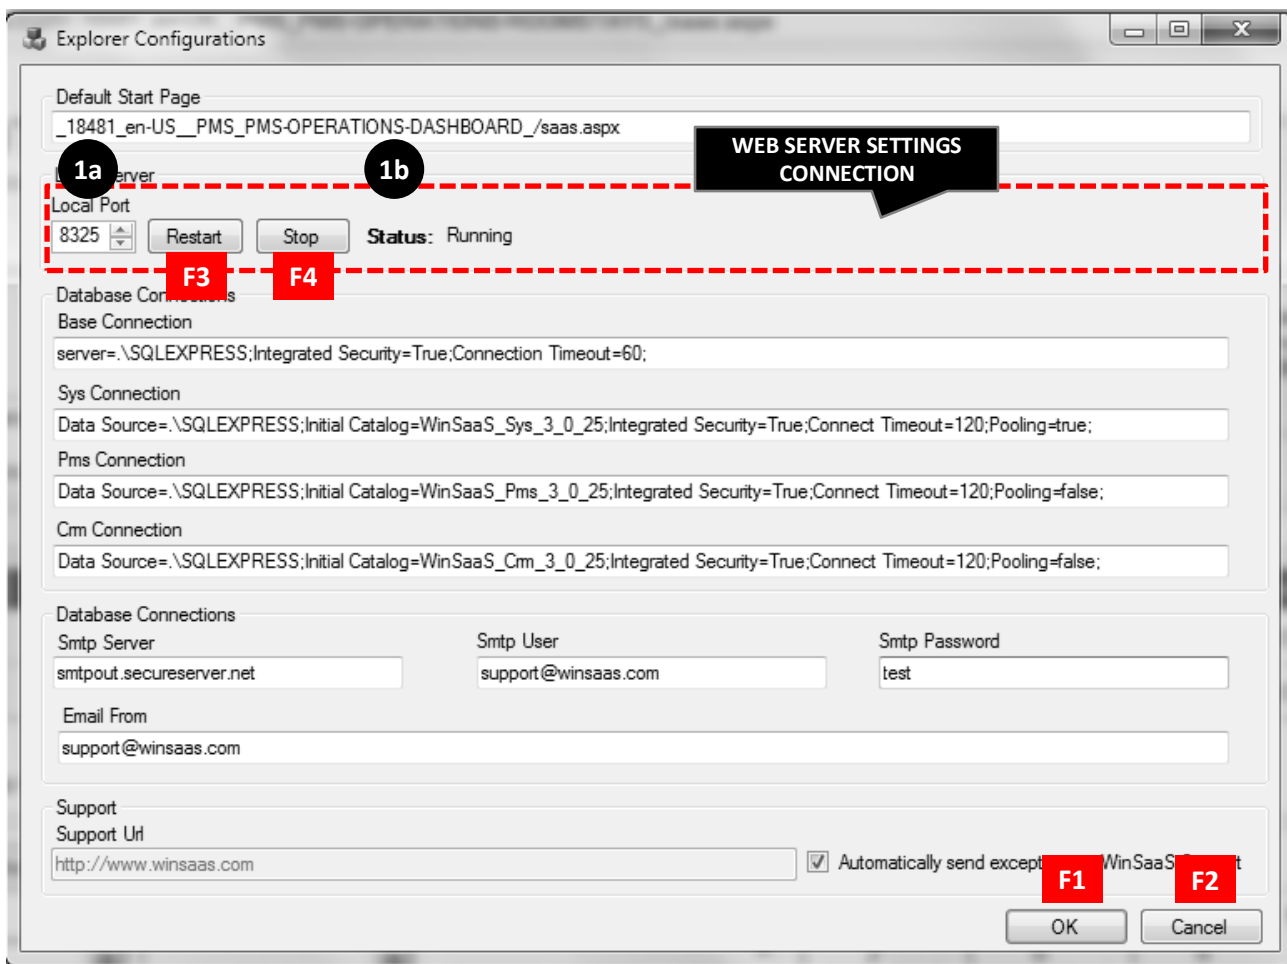 Explorer Configurations
Default Start Page
_18481_en-US__PMS_PMS-OPERATIONS-DASHBOARD_/saas.aspx
WEB SERVER SETTINGS
CONNECTION
1a
1b
Local Port
8325 Restart Stop Status: Running
F3 F4
Database Connections
Base Connection
server=.\SQLEXPRESS;Integrated Security=True;Connection Timeout=60;
Sys Connection
Data Source=.\SQLEXPRESS;Initial Catalog=WinSaaS_Sys_3_0_25;Integrated Security=True;Connect Timeout=120;Pooling=true;
Pms Connection
Data Source=.\SQLEXPRESS;Initial Catalog=WinSaaS_Pms_3_0_25;Integrated Security=True;Connect Timeout=120;Pooling=false;
Crm Connection
Data Source=.\SQLEXPRESS;Initial Catalog=WinSaaS_Crm_3_0_25;Integrated Security=True;Connect Timeout=120;Pooling=false;
Database Connections
Smtp Server Smtp User Smtp Password
smtpout.secureserver.net support@winsaas.com test
Email From
support@winsaas.com
Support
Support Url
http://www.winsaas.com Automatically send WinSaaS
F1 F2
OK Cancel